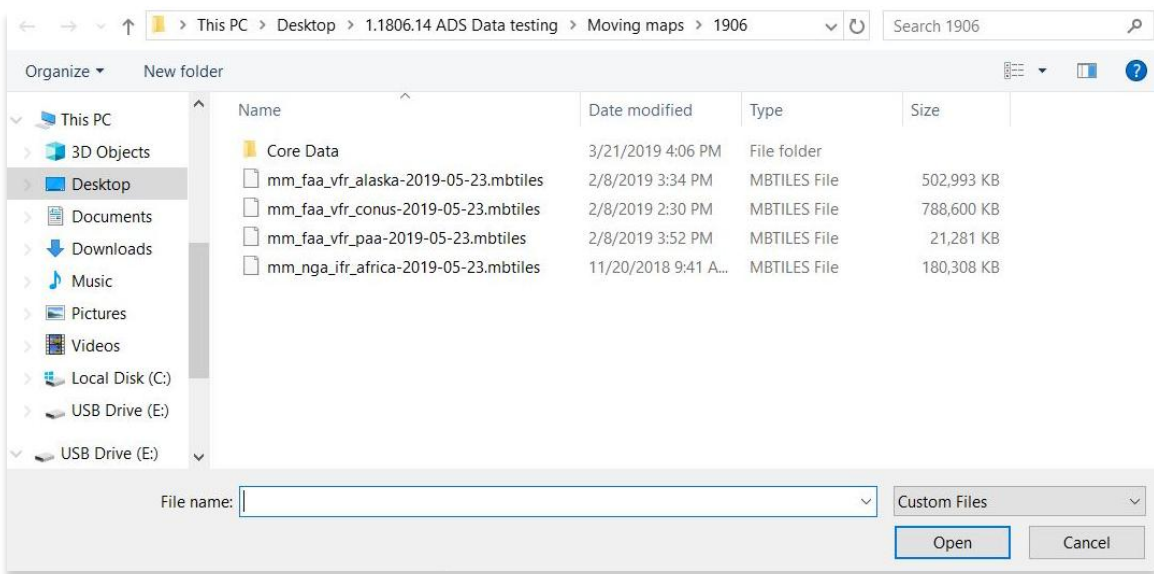 This PC > Desktop > 1.1806.14 ADS Data testing > Moving maps > 1906 Search 1906
Organize New folder
Name Date modified Type Size
This PC
3D Objects
Desktop
Documents
Downloads
Music
Pictures
Videos
Local Disk (C:)
USB Drive (E:)
USB Drive (E:)
Core Data 3/21/2019 4:06 PM File folder
mm_faa_vfr_alaska-2019-05-23.mbtiles 2/8/2019 3:34 PM MBTILES File 502,993 KB
mm_faa_vfr_conus-2019-05-23.mbtiles 2/8/2019 2:30 PM MBTILES File 788,600 KB
mm_faa_vfr_paa-2019-05-23.mbtiles 2/8/2019 3:52 PM MBTILES File 21,281 KB
mm_nga_ifr_africa-2019-05-23.mbtiles 11/20/2018 9:41 A... MBTILES File 180,308 KB
File name: Custom Files
Open Cancel